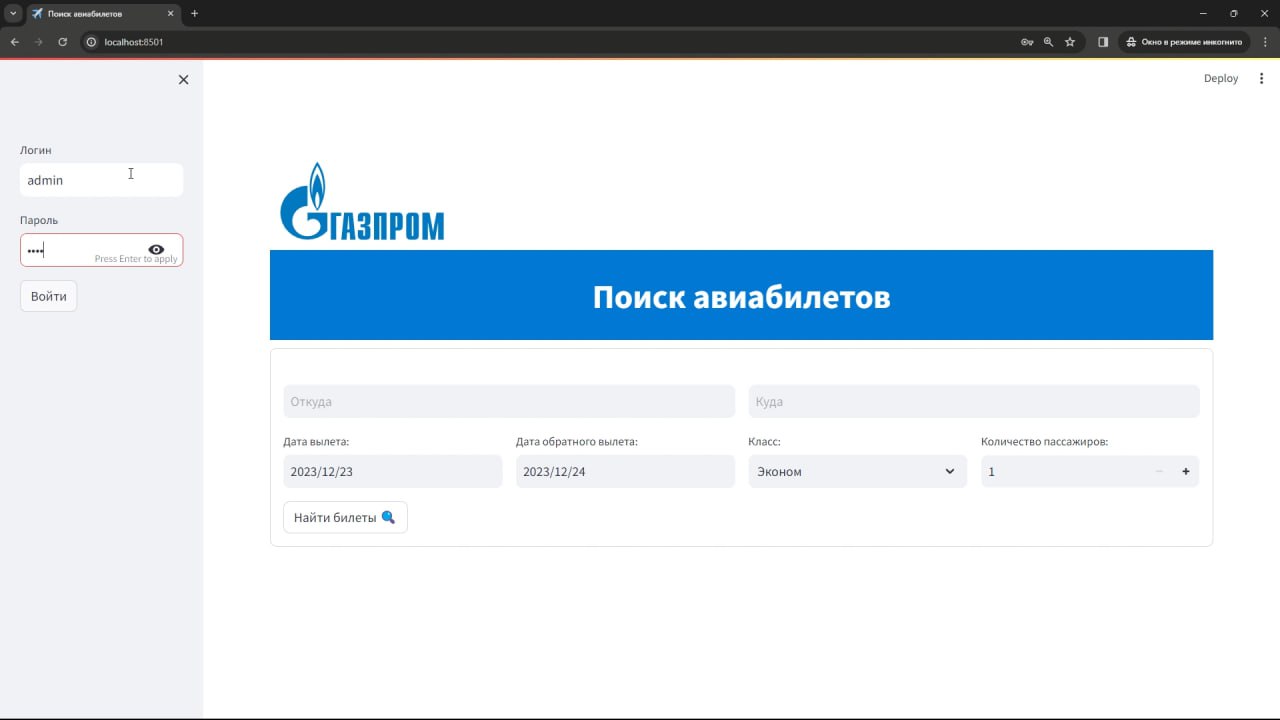 Поиск авиабилетов
localhost:8501
Окно в режиме инкогнито
Deploy
Логин
admin
Пароль
••••
Press Enter to apply
Войти
ГАЗПРОМ
Поиск авиабилетов
Откуда
Куда
Дата вылета:
Дата обратного вылета:
Класс:
Количество пассажиров:
2023/12/23
2023/12/24
Эконом
1
Найти билеты